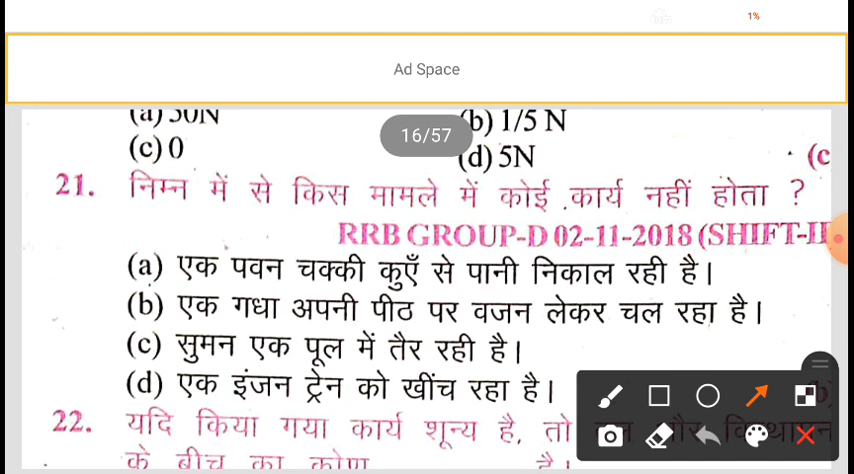 1%
Ad Space
(a) 50N (b) 1/5 N
16/57
(c) 0 (d) 5N (c
21. निम्न में से किस मामले में कोई कार्य नहीं होता ?
RRB GROUP-D 02-11-2018 (SHIFT-II
(a) एक पवन चक्की कुएँ से पानी निकाल रही है।
(b) एक गधा अपनी पीठ पर वजन लेकर चल रहा है।
(c) सुमन एक पूल में तैर रही है।
(d) एक इंजन ट्रेन को खींच रहा है। b)
22. यदि किया गया कार्य शून्य है, तो और
के बीच का कोण है।